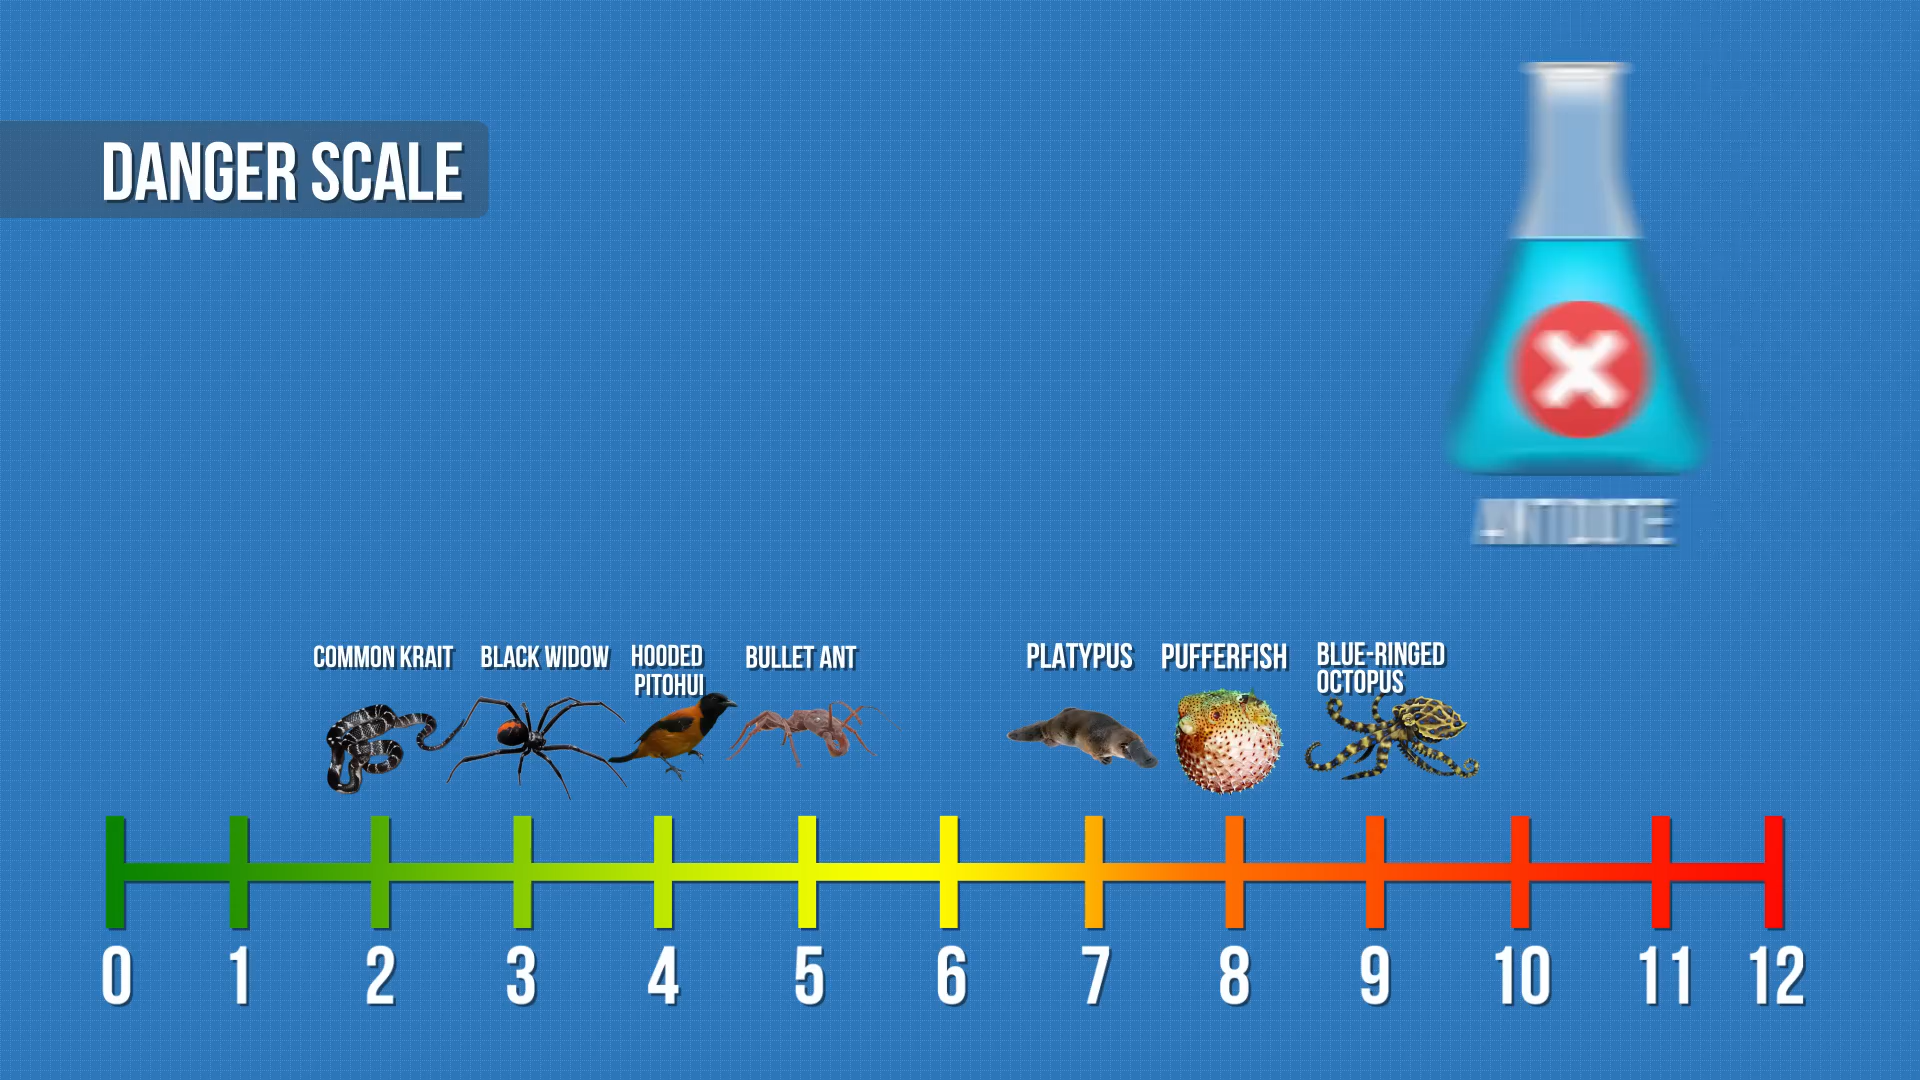 DANGER SCALE
ANTIDOTE
COMMON KRAIT
BLACK WIDOW
HOODED
PITOHUI
BULLET ANT
PLATYPUS
PUFFERFISH
BLUE-RINGED
OCTOPUS
0 1 2 3 4 5 6 7 8 9 10 11 12